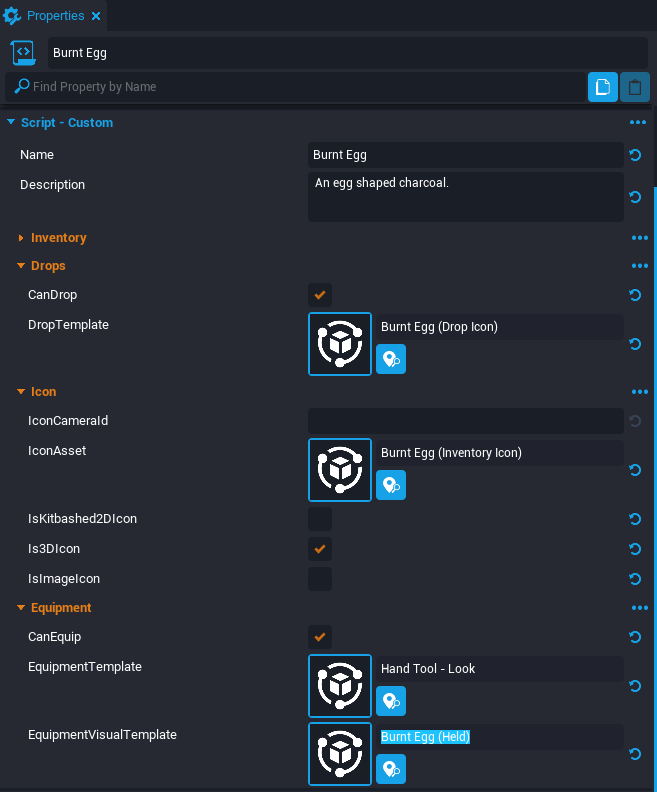 Properties
Burnt Egg
Find Property by Name
Script - Custom
Name Burnt Egg
Description An egg shaped charcoal.
Inventory
Drops
CanDrop
DropTemplate Burnt Egg (Drop Icon)
Icon
IconCameraId
IconAsset Burnt Egg (Inventory Icon)
IsKitbashed2DIcon
Is3DIcon
IsImageIcon
Equipment
CanEquip
EquipmentTemplate Hand Tool - Look
EquipmentVisualTemplate Burnt Egg (Held)